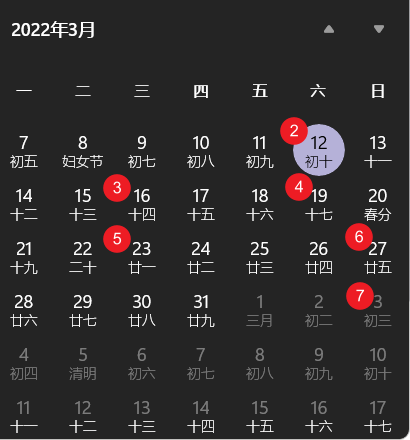 2022年3月
一 二 三 四 五 六 日
7 8 9 10 11 2 12 13
初五 妇女节 初七 初八 初九 初十 十一
14 15 3 16 17 18 4 19 20
十二 十三 十四 十五 十六 十七 春分
21 22 5 23 24 25 26 6 27
十九 二十 廿一 廿二 廿三 廿四 廿五
28 29 30 31 1 2 7 3
廿六 廿七 廿八 廿九 三月 初二 初三
4 5 6 7 8 9 10
初四 清明 初六 初七 初八 初九 初十
11 12 13 14 15 16 17
十一 十二 十三 十四 十五 十六 十七